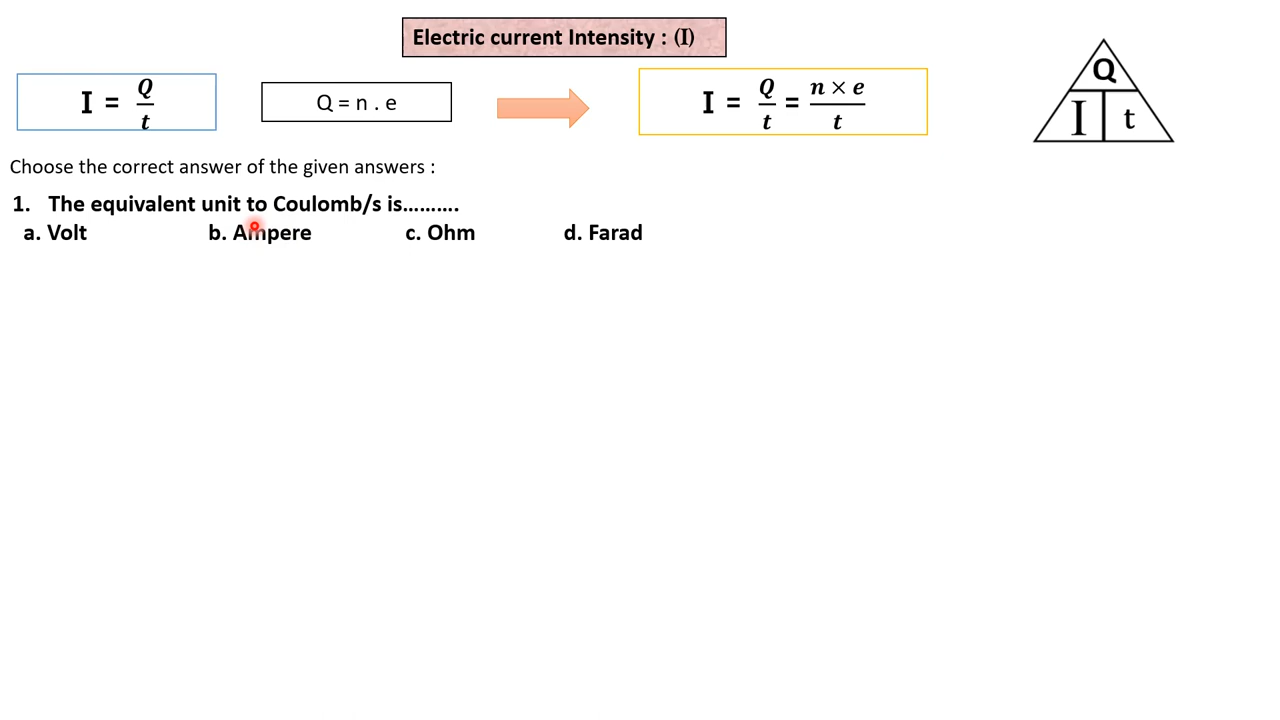 Electric current Intensity : (I)
I = Q/t
Q = n . e
I = Q/t = n × e/t
Q
I t
Choose the correct answer of the given answers :
1. The equivalent unit to Coulomb/s is……….
a. Volt b. Ampere c. Ohm d. Farad